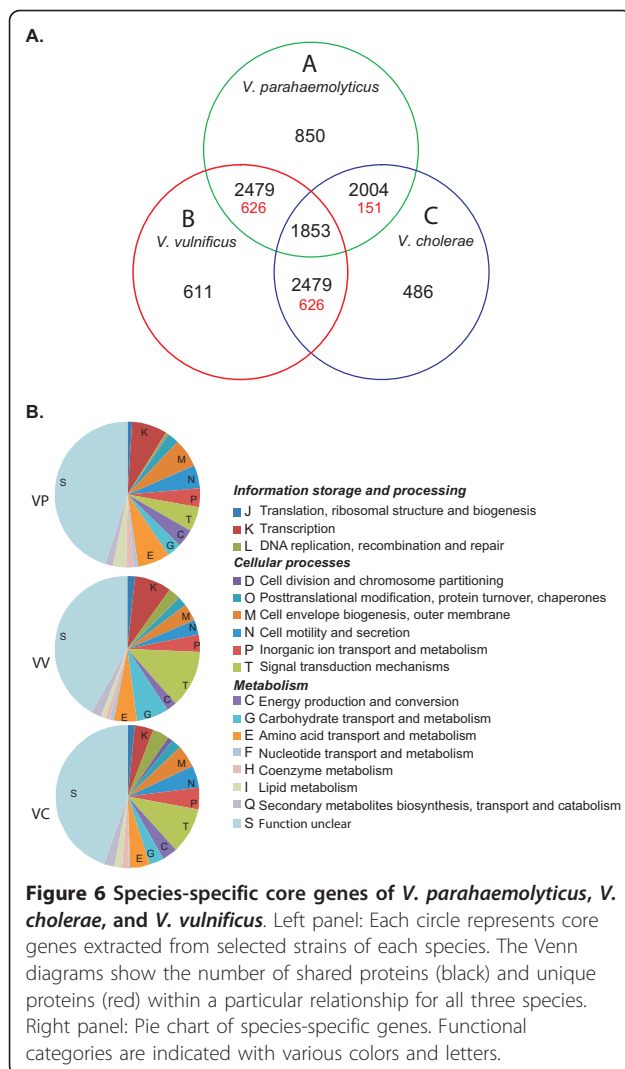 A.
A
V. parahaemolyticus
850
2479
626
2004
151
B
V. vulnificus
1853
C
V. cholerae
611
2479
626
486
B.
K
M
N
P
T
C
G
E
S
VP
K
M
N
P
T
C
G
E
S
VV
K
M
N
P
T
C
G
E
S
VC
Information storage and processing
J Translation, ribosomal structure and biogenesis
K Transcription
L DNA replication, recombination and repair
Cellular processes
D Cell division and chromosome partitioning
O Posttranslational modification, protein turnover, chaperones
M Cell envelope biogenesis, outer membrane
N Cell motility and secretion
P Inorganic ion transport and metabolism
T Signal transduction mechanisms
Metabolism
C Energy production and conversion
G Carbohydrate transport and metabolism
E Amino acid transport and metabolism
F Nucleotide transport and metabolism
H Coenzyme metabolism
I Lipid metabolism
Q Secondary metabolites biosynthesis, transport and catabolism
S Function unclear
Figure 6 Species-specific core genes of V. parahaemolyticus, V.
cholerae, and V. vulnificus. Left panel: Each circle represents core
genes extracted from selected strains of each species. The Venn
diagrams show the number of shared proteins (black) and unique
proteins (red) within a particular relationship for all three species.
Right panel: Pie chart of species-specific genes. Functional
categories are indicated with various colors and letters.